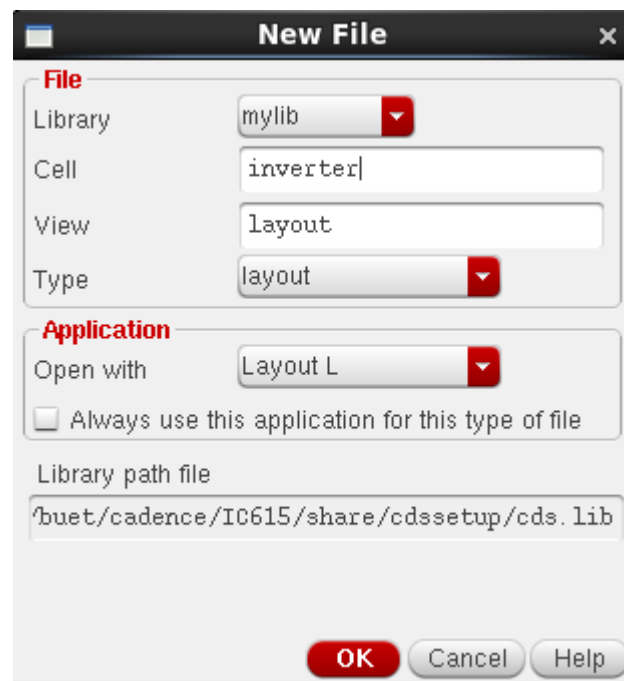 New File
File
Library mylib
Cell inverter
View layout
Type layout
Application
Open with Layout L
Always use this application for this type of file
Library path file
buet/cadence/IC615/share/cdssetup/cds.lib
OK Cancel Help